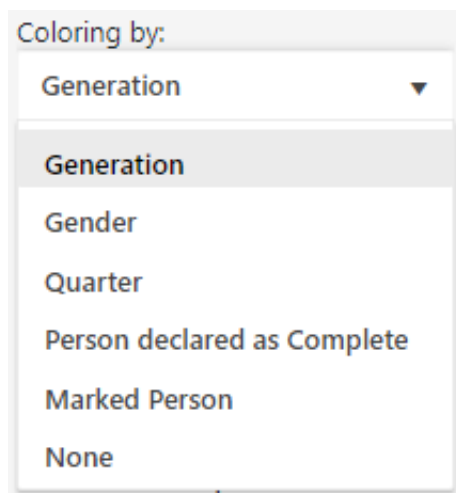 Coloring by:
Generation
Generation
Gender
Quarter
Person declared as Complete
Marked Person
None